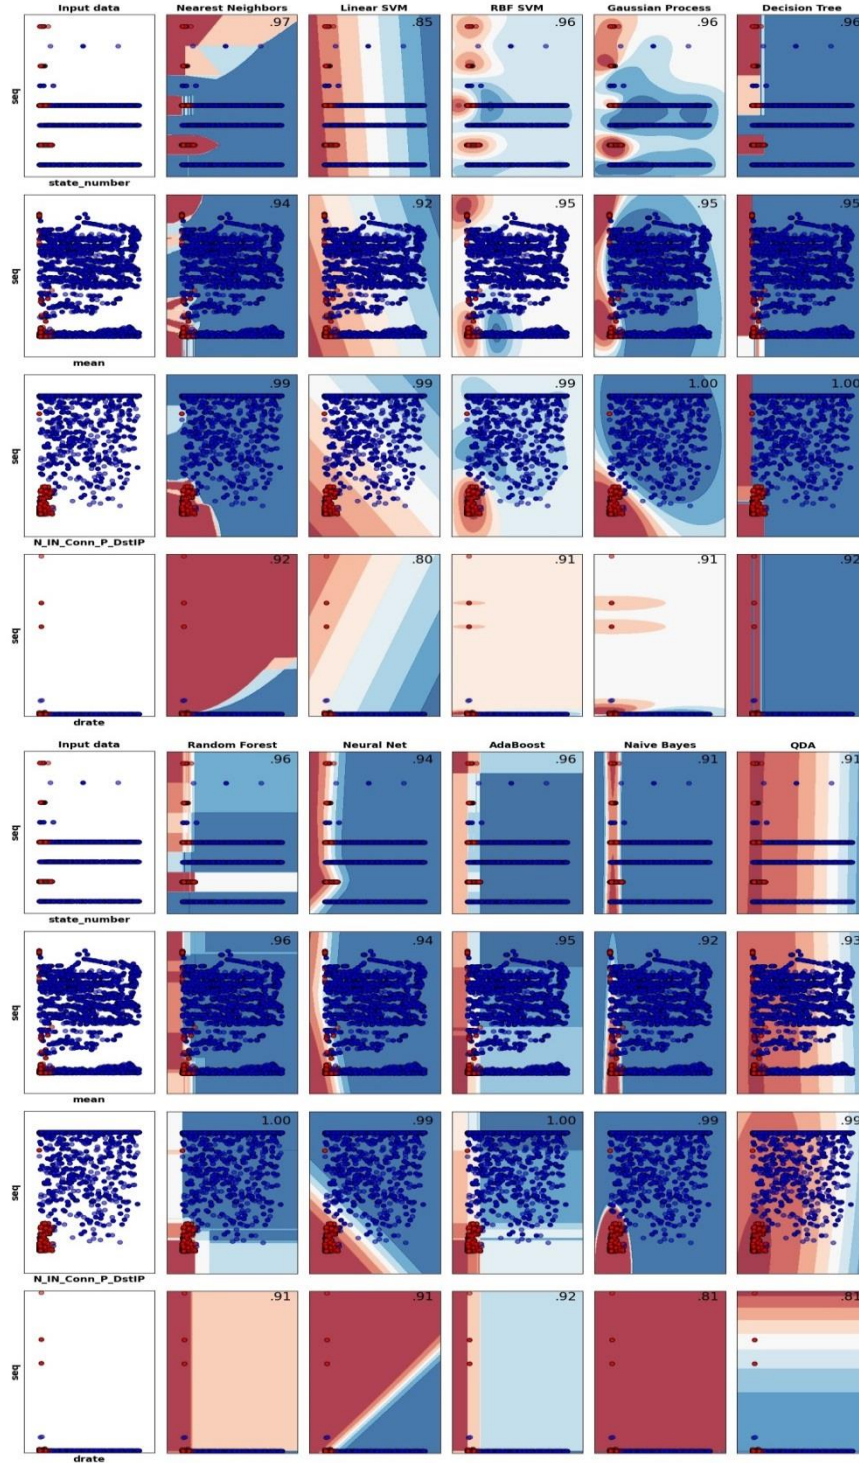 Input data Nearest Neighbors Linear SVM RBF SVM Gaussian Process Decision Tree
.97 .85 .96 .96 .96
seq
state_number
.94 .92 .95 .95 .95
seq
mean
.99 .99 .99 1.00 1.00
seq
N_IN_Conn_P_DstIP
.92 .80 .91 .91 .92
seq
drate
Input data Random Forest Neural Net AdaBoost Naive Bayes QDA
.96 .94 .96 .91 .91
seq
state_number
.96 .94 .95 .92 .93
seq
mean
1.00 .99 1.00 .99 .99
seq
N_IN_Conn_P_DstIP
.91 .91 .92 .81 .81
seq
drate